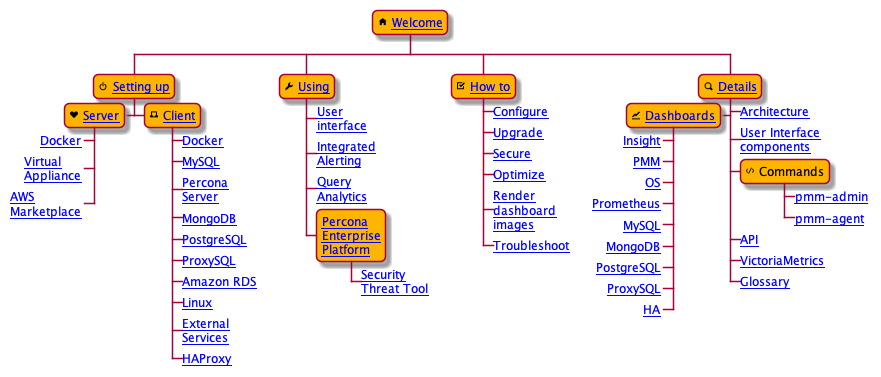 Welcome
Setting up
Server
Docker
Virtual
Appliance
AWS
Marketplace
Client
Docker
MySQL
Percona
Server
MongoDB
PostgreSQL
ProxySQL
Amazon RDS
Linux
External
Services
HAProxy
Using
User
interface
Integrated
Alerting
Query
Analytics
Percona
Enterprise
Platform
Security
Threat Tool
How to
Configure
Upgrade
Secure
Optimize
Render
dashboard
images
Troubleshoot
Details
Dashboards
Insight
PMM
OS
Prometheus
MySQL
MongoDB
PostgreSQL
ProxySQL
HA
Architecture
User Interface
components
Commands
pmm-admin
pmm-agent
API
VictoriaMetrics
Glossary